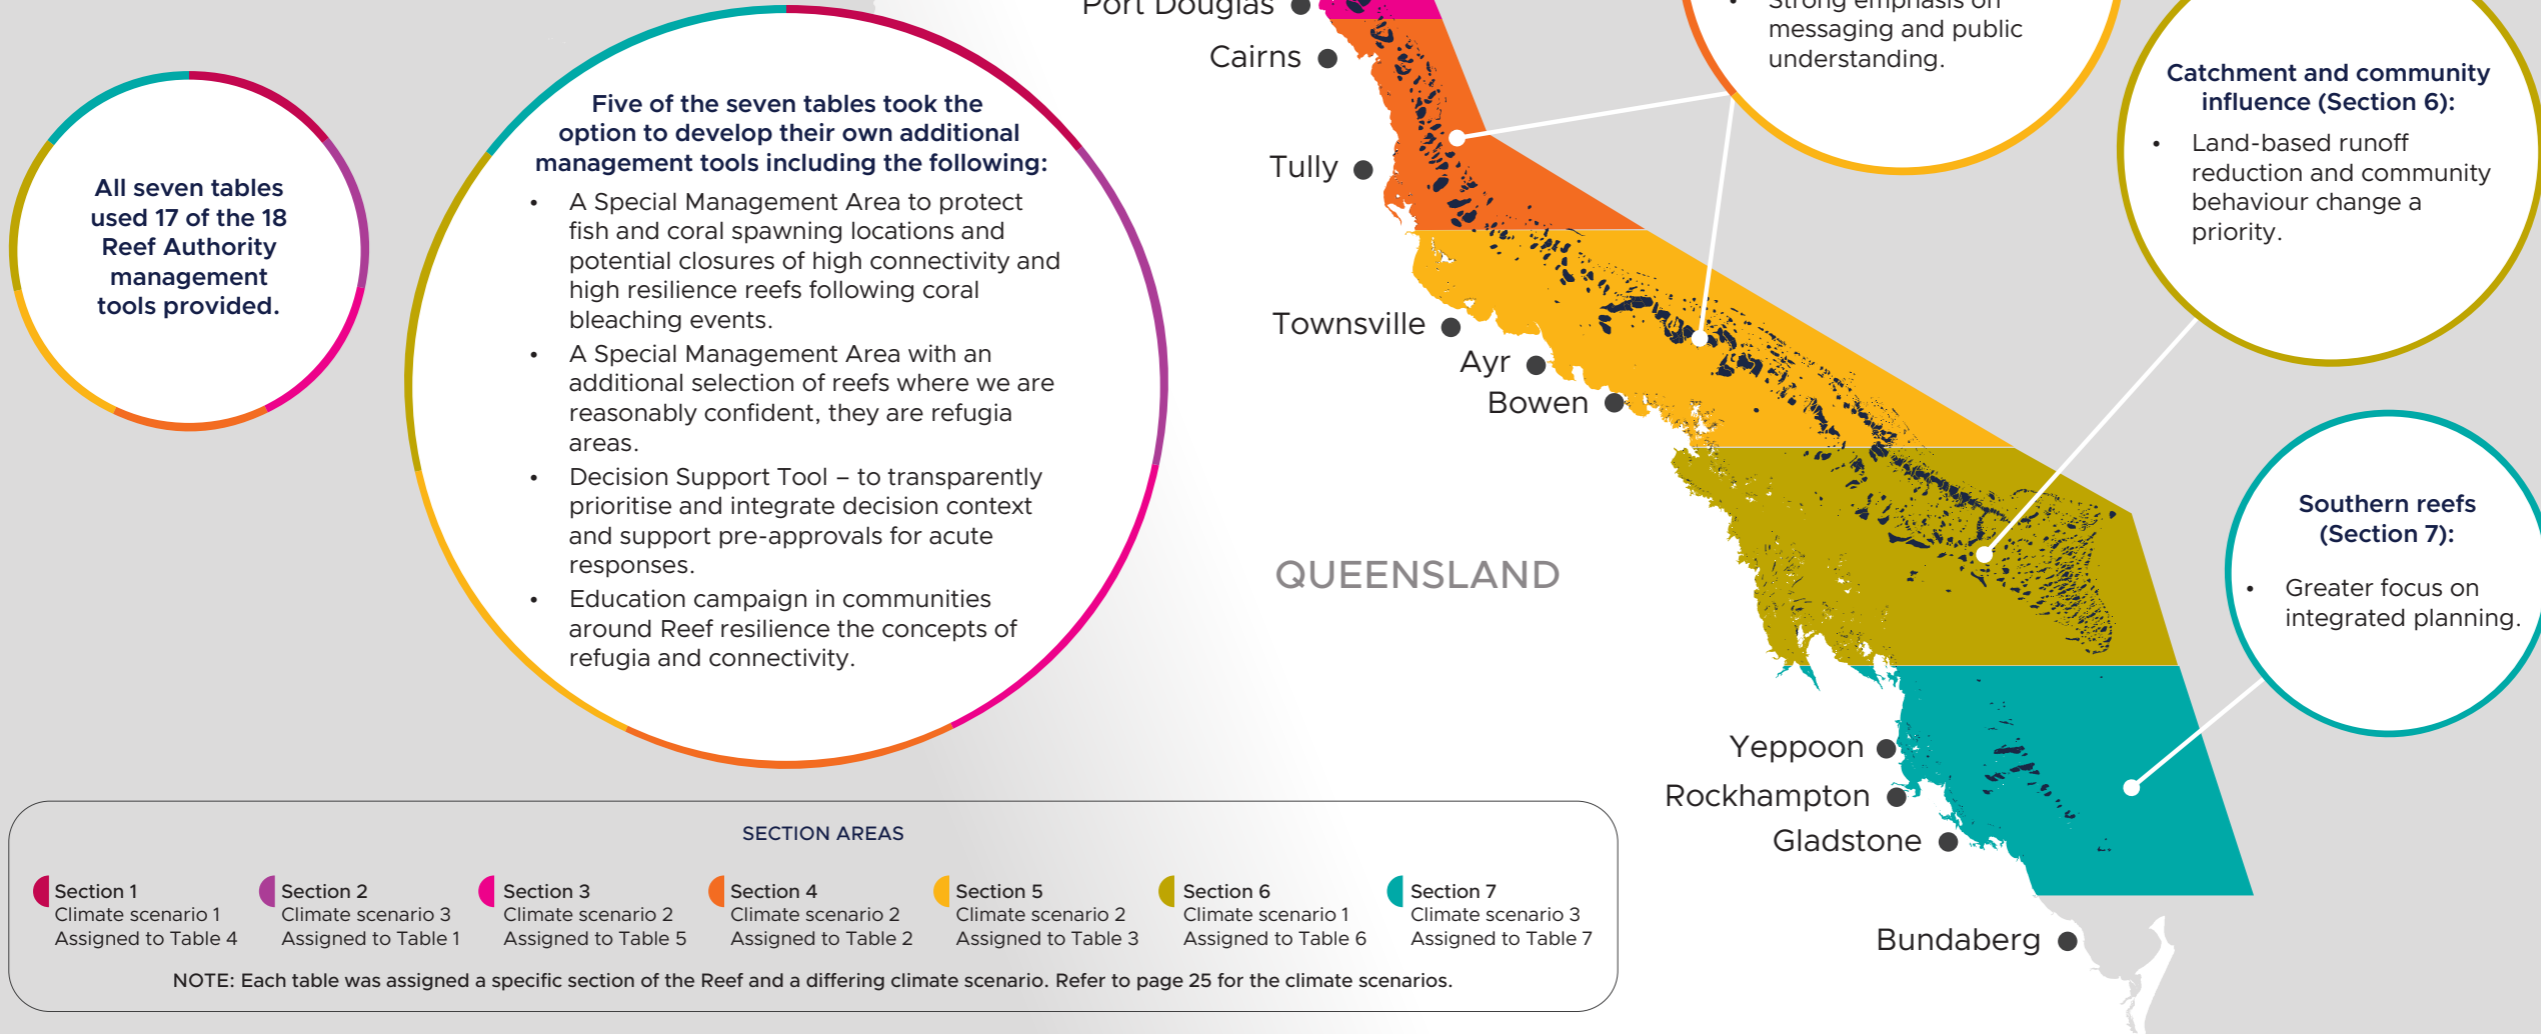 All seven tables
used 17 of the 18
Reef Authority
management
tools provided.
Five of the seven tables took the
option to develop their own additional
management tools including the following:
• A Special Management Area to protect
fish and coral spawning locations and
potential closures of high connectivity and
high resilience reefs following coral
bleaching events.
• A Special Management Area with an
additional selection of reefs where we are
reasonably confident, they are refugia
areas.
• Decision Support Tool – to transparently
prioritise and integrate decision context
and support pre-approvals for acute
responses.
• Education campaign in communities
around Reef resilience the concepts of
refugia and connectivity.
Port Douglas
Cairns
Tully
Townsville
Ayr
Bowen
QUEENSLAND
Yeppoon
Rockhampton
Gladstone
Bundaberg
• Strong emphasis on
messaging and public
understanding.
Catchment and community
influence (Section 6):
• Land-based runoff
reduction and community
behaviour change a
priority.
Southern reefs
(Section 7):
• Greater focus on
integrated planning.
SECTION AREAS
Section 1
Climate scenario 1
Assigned to Table 4
Section 2
Climate scenario 3
Assigned to Table 1
Section 3
Climate scenario 2
Assigned to Table 5
Section 4
Climate scenario 2
Assigned to Table 2
Section 5
Climate scenario 2
Assigned to Table 3
Section 6
Climate scenario 1
Assigned to Table 6
Section 7
Climate scenario 3
Assigned to Table 7
NOTE: Each table was assigned a specific section of the Reef and a differing climate scenario. Refer to page 25 for the climate scenarios.